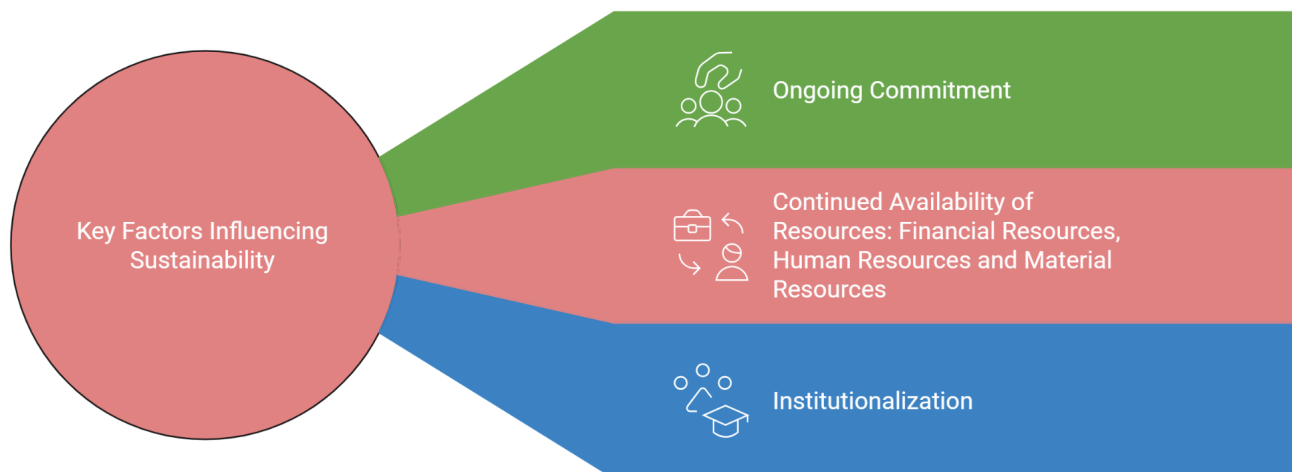 Key Factors Influencing
Sustainability
Ongoing Commitment
Continued Availability of
Resources: Financial Resources,
Human Resources and Material
Resources
Institutionalization